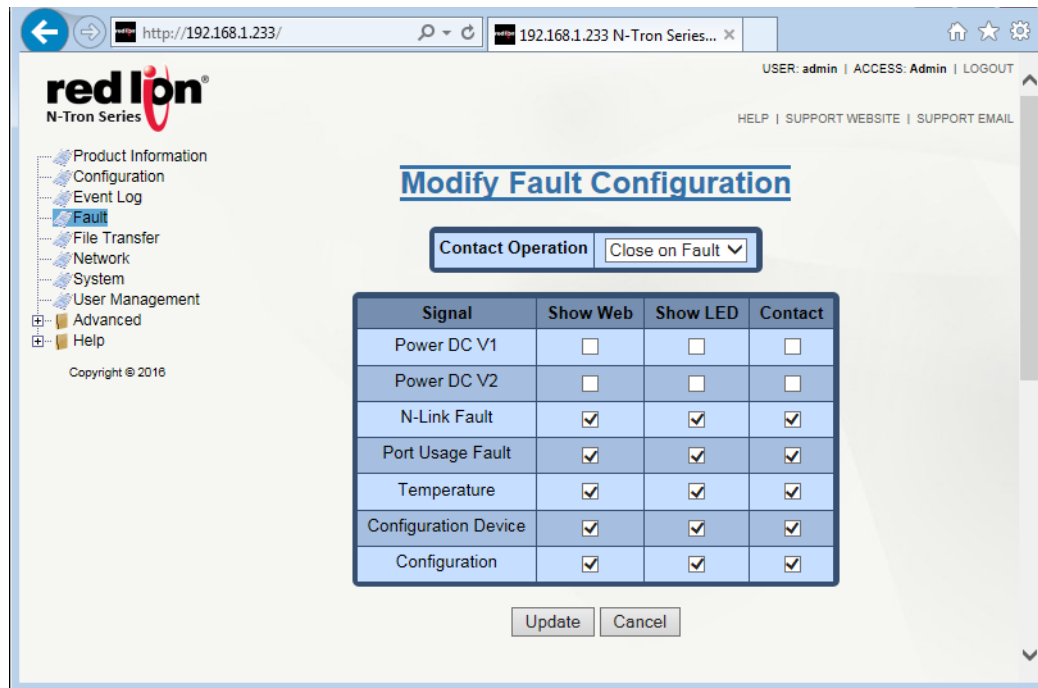 http://192.168.1.233/
192.168.1.233 N-Tron Series...
USER: admin | ACCESS: Admin | LOGOUT
red lion®
N-Tron Series
HELP | SUPPORT WEBSITE | SUPPORT EMAIL
Product Information
Configuration
Event Log
Fault
File Transfer
Network
System
User Management
Advanced
Help
Copyright © 2016
Modify Fault Configuration
Contact Operation Close on Fault
Signal Show Web Show LED Contact
Power DC V1
Power DC V2
N-Link Fault
Port Usage Fault
Temperature
Configuration Device
Configuration
Update Cancel